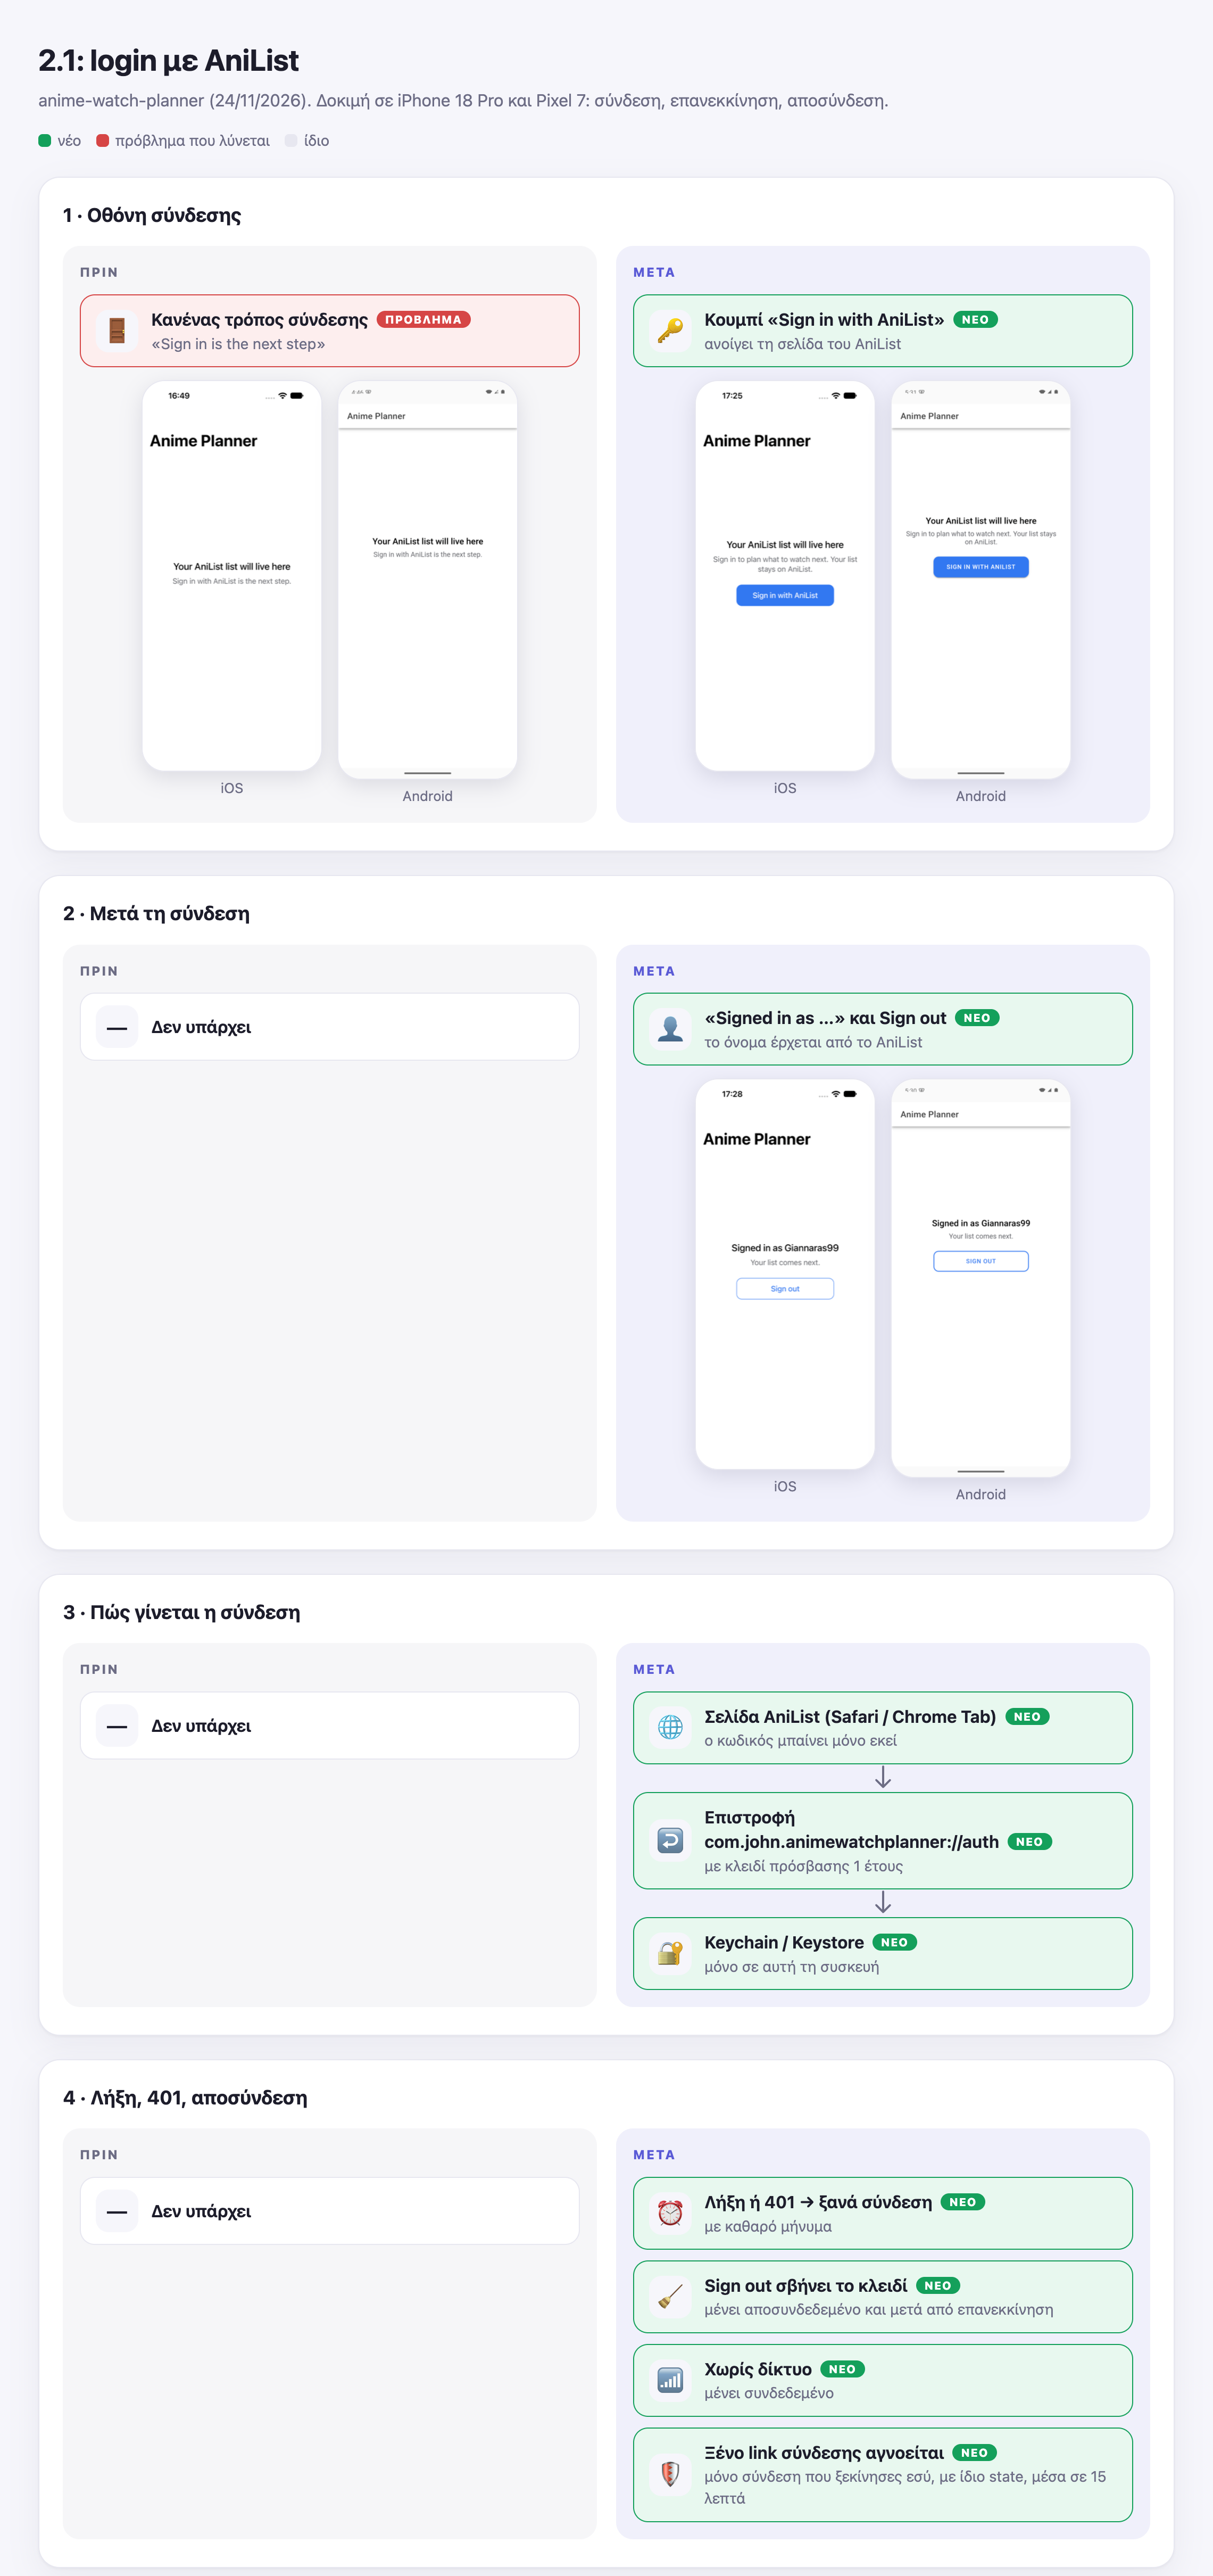 2.1: login με AniList
anime-watch-planner (24/11/2026). Δοκιμή σε iPhone 18 Pro και Pixel 7: σύνδεση, επανεκκίνηση, αποσύνδεση.
νέο
πρόβλημα που λύνεται
ίδιο
1 · Οθόνη σύνδεσης
ΠΡΙΝ
Κανένας τρόπος σύνδεσης ΠΡΟΒΛΗΜΑ
«Sign in is the next step»
16:49
Anime Planner
Your AniList list will live here
Sign in with AniList is the next step.
iOS
Anime Planner
Your AniList list will live here
Sign in with AniList is the next step.
Android
ΜΕΤΑ
Κουμπί «Sign in with AniList» ΝΕΟ
ανοίγει τη σελίδα του AniList
17:25
Anime Planner
Your AniList list will live here
Sign in to plan what to watch next. Your list
stays on AniList.
Sign in with AniList
iOS
Anime Planner
Your AniList list will live here
Sign in to plan what to watch next. Your list stays
on AniList.
SIGN IN WITH ANILIST
Android
2 · Μετά τη σύνδεση
ΠΡΙΝ
— Δεν υπάρχει
ΜΕΤΑ
«Signed in as ...» και Sign out ΝΕΟ
το όνομα έρχεται από το AniList
17:28
Anime Planner
Signed in as Giannaras99
Your list comes next.
Sign out
iOS
Anime Planner
Signed in as Giannaras99
Your list comes next.
SIGN OUT
Android
3 · Πώς γίνεται η σύνδεση
ΠΡΙΝ
— Δεν υπάρχει
ΜΕΤΑ
Σελίδα AniList (Safari / Chrome Tab) ΝΕΟ
ο κωδικός μπαίνει μόνο εκεί
Επιστροφή
com.john.animewatchplanner://auth ΝΕΟ
με κλειδί πρόσβασης 1 έτους
Keychain / Keystore ΝΕΟ
μόνο σε αυτή τη συσκευή
4 · Λήξη, 401, αποσύνδεση
ΠΡΙΝ
— Δεν υπάρχει
ΜΕΤΑ
Λήξη ή 401 → ξανά σύνδεση ΝΕΟ
με καθαρό μήνυμα
Sign out σβήνει το κλειδί ΝΕΟ
μένει αποσυνδεδεμένο και μετά από επανεκκίνηση
Χωρίς δίκτυο ΝΕΟ
μένει συνδεδεμένο
Ξένο link σύνδεσης αγνοείται ΝΕΟ
μόνο σύνδεση που ξεκίνησες εσύ, με ίδιο state, μέσα σε 15
λεπτά